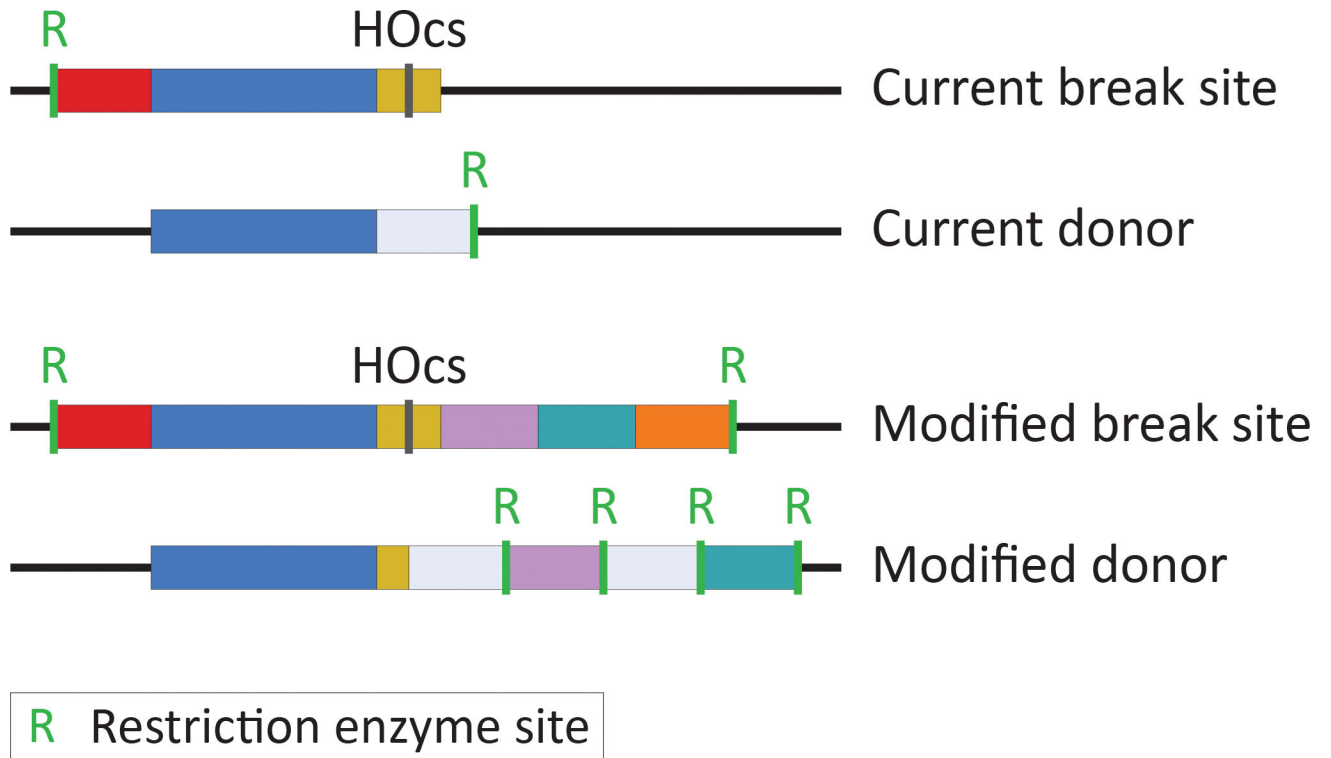 R HOcs
Current break site
R
Current donor
R HOcs R
Modified break site
R R R R
Modified donor
R Restriction enzyme site